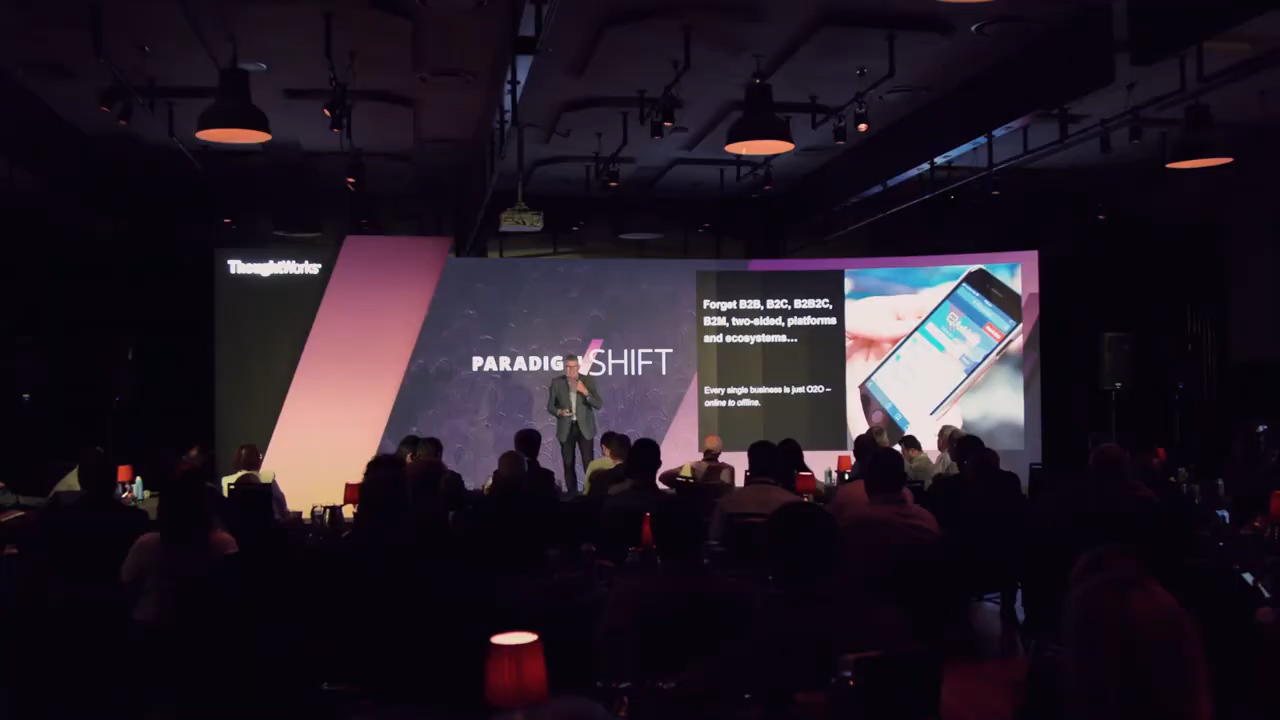 ThoughtWorks
PARADIGM SHIFT
Forget B2B, B2C, B2B2C,
B2M, two-sided, platforms
and ecosystems...
Every single business is just O2O –
online to offline.